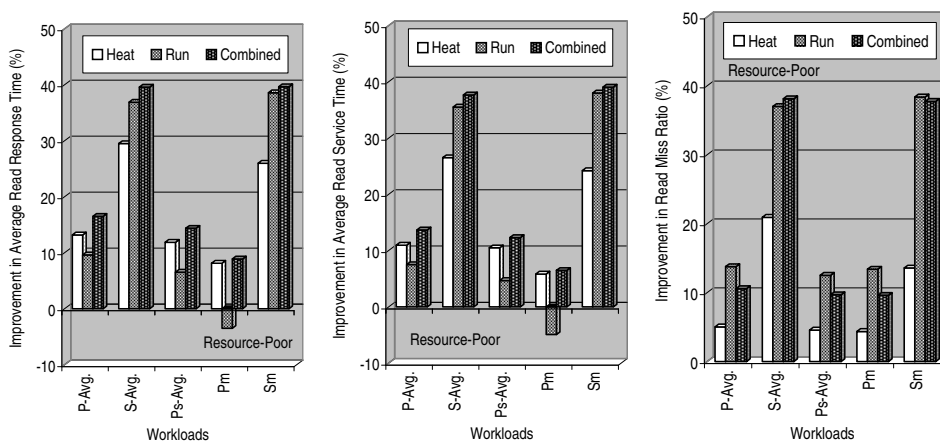 Improvement in Average Read Response Time (%)
50
40
30
20
10
0
-10
Heat Run Combined
Resource-Poor
P-Avg.
S-Avg.
Ps-Avg.
Pm
Sm
Workloads
Improvement in Average Read Service Time (%)
50
40
30
20
10
0
-10
Heat Run Combined
Resource-Poor
P-Avg.
S-Avg.
Ps-Avg.
Pm
Sm
Workloads
Improvement in Read Miss Ratio (%)
50
40
30
20
10
0
Heat Run Combined
Resource-Poor
P-Avg.
S-Avg.
Ps-Avg.
Pm
Sm
Workloads